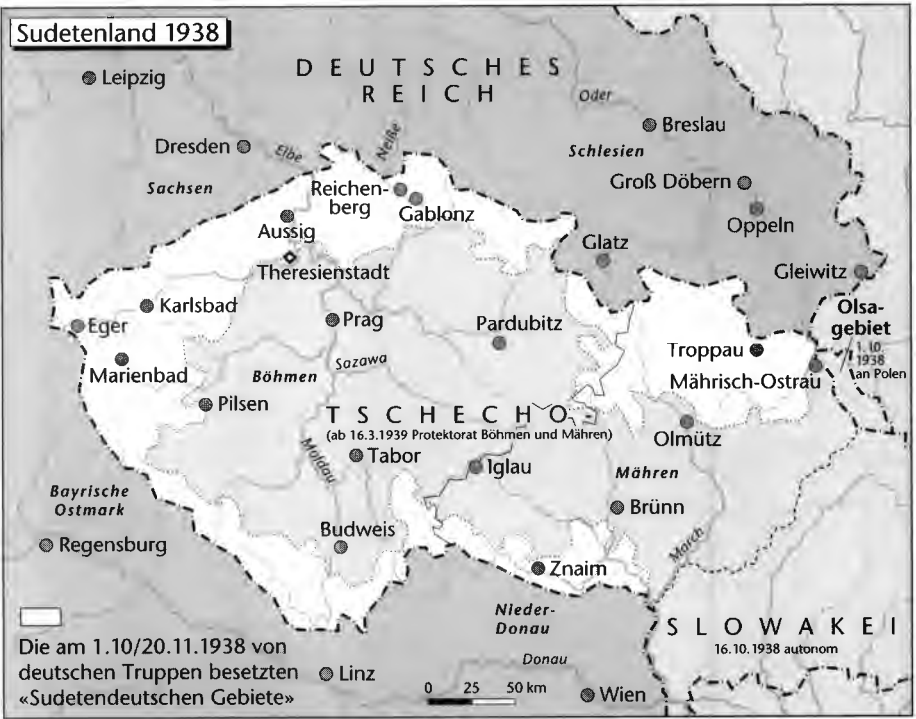 Sudetenland 1938
Leipzig
DEUTSCHES
REICH
Oder
Breslau
Dresden
Elbe
Neiße
Schlesien
Sachsen
Reichen-
berg
Gablonz
Groß Döbern
Oppeln
Aussig
Glatz
Theresienstadt
Gleiwitz
Karlsbad
Eger
Prag
Pardubitz
Olsa-
gebiet
1.10.
1938
an Polen
Troppau
Marienbad
Sazawa
Böhmen
Mährisch-Ostrau
Pilsen
TSCHECHO-
(ab 16.3.1939 Protektorat Böhmen und Mähren)
Olmütz
Moldau
Tabor
Iglau
Mähren
Bayrische
Ostmark
Brünn
Regensburg
Budweis
March
Znaim
Nieder-
Donau
SLOWAKEI
16.10.1938 autonom
Die am 1.10/20.11.1938 von
deutschen Truppen besetzten
«Sudetendeutschen Gebiete»
Linz
Donau
0 25 50 km
Wien